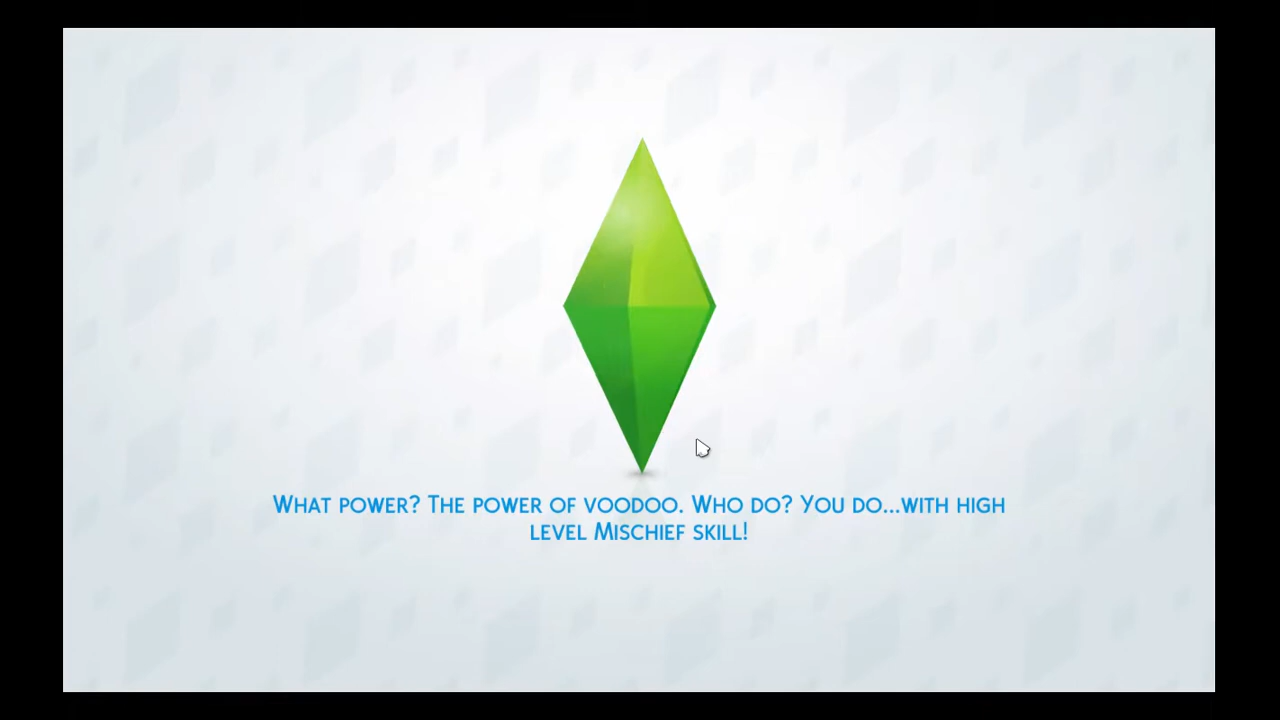 What power? The power of voodoo. Who do? You do...with high
level Mischief skill!